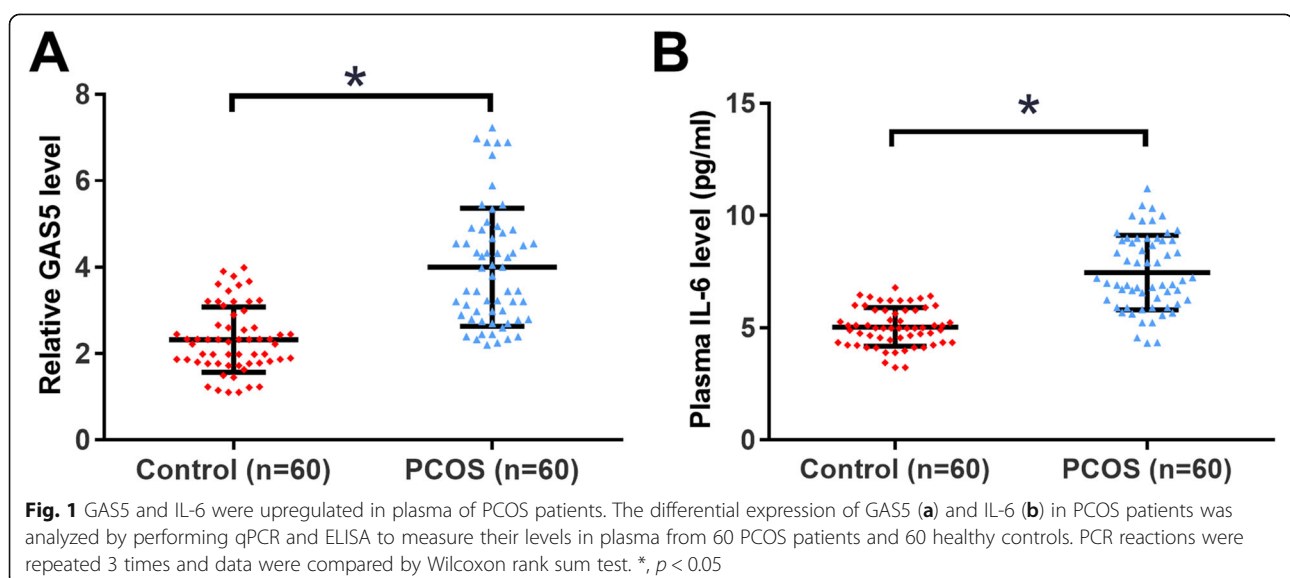 A
B
*
*
Relative GAS5 level
8
6
4
2
0
Control (n=60)
PCOS (n=60)
Plasma IL-6 level (pg/ml)
15
10
5
0
Control (n=60)
PCOS (n=60)
Fig. 1 GAS5 and IL-6 were upregulated in plasma of PCOS patients. The differential expression of GAS5 (a) and IL-6 (b) in PCOS patients was
analyzed by performing qPCR and ELISA to measure their levels in plasma from 60 PCOS patients and 60 healthy controls. PCR reactions were
repeated 3 times and data were compared by Wilcoxon rank sum test. *, p < 0.05